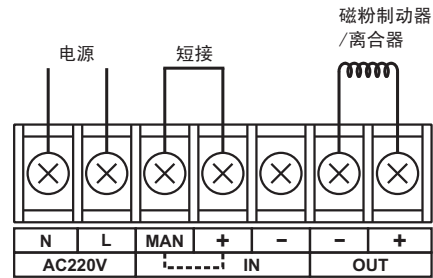 磁粉制动器
/离合器
电源 短接
N L MAN + − − +
AC220V IN OUT